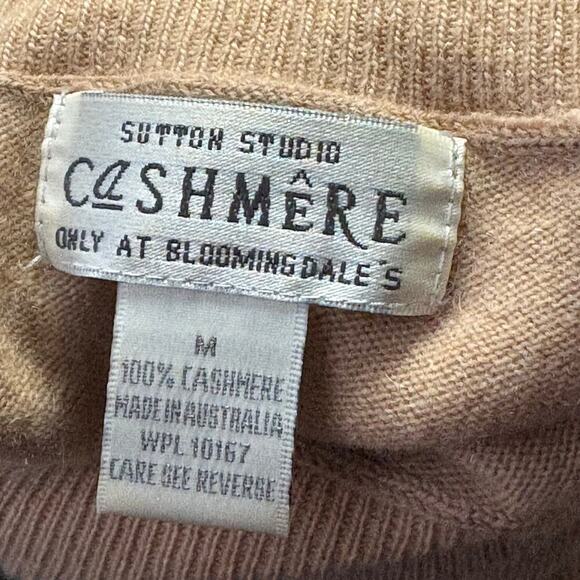 SUTTON STUDIO
CaSHMÊRE
ONLY AT BLOOMINGDALE'S
M
100% CASHMERE
MADE IN AUSTRALIA
WPL 10167
CARE SEE REVERSE